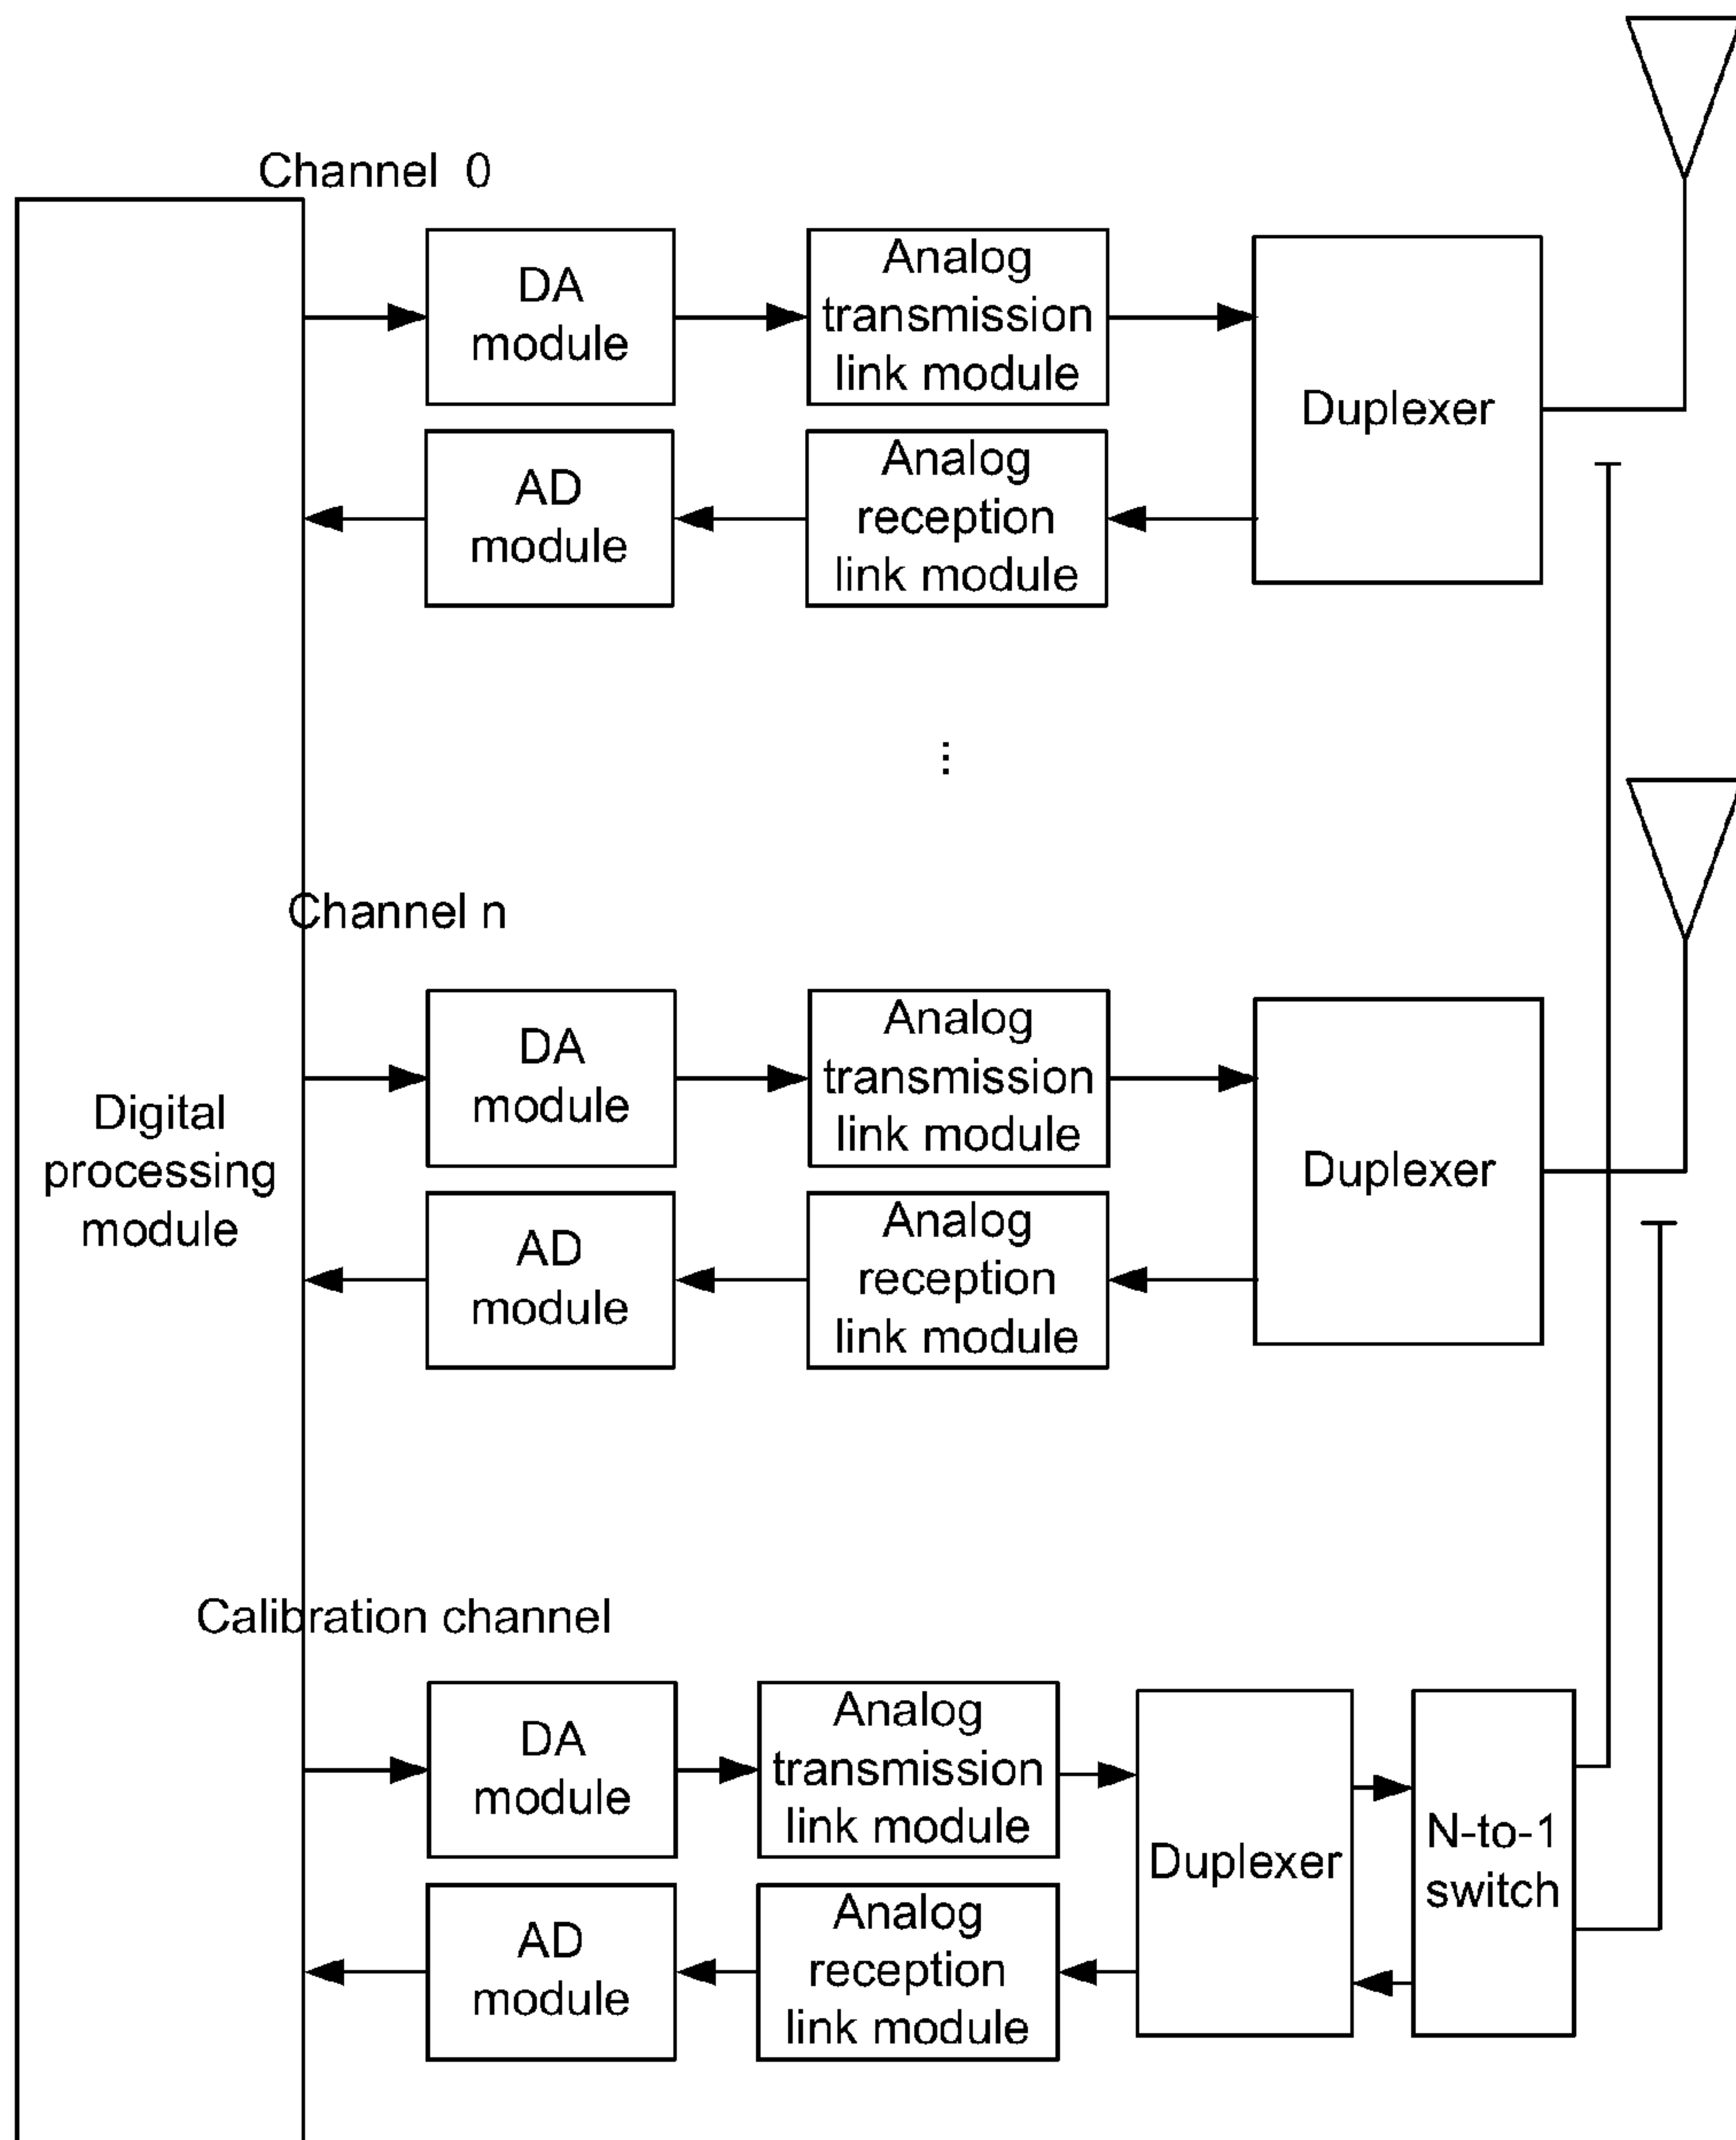 Channel 0
DA
module
Analog
transmission
link module
Duplexer
AD
module
Analog
reception
link module
...
Channel n
DA
module
Analog
transmission
link module
Duplexer
Digital
processing
module
AD
module
Analog
reception
link module
Calibration channel
DA
module
Analog
transmission
link module
Duplexer
N-to-1
switch
AD
module
Analog
reception
link module